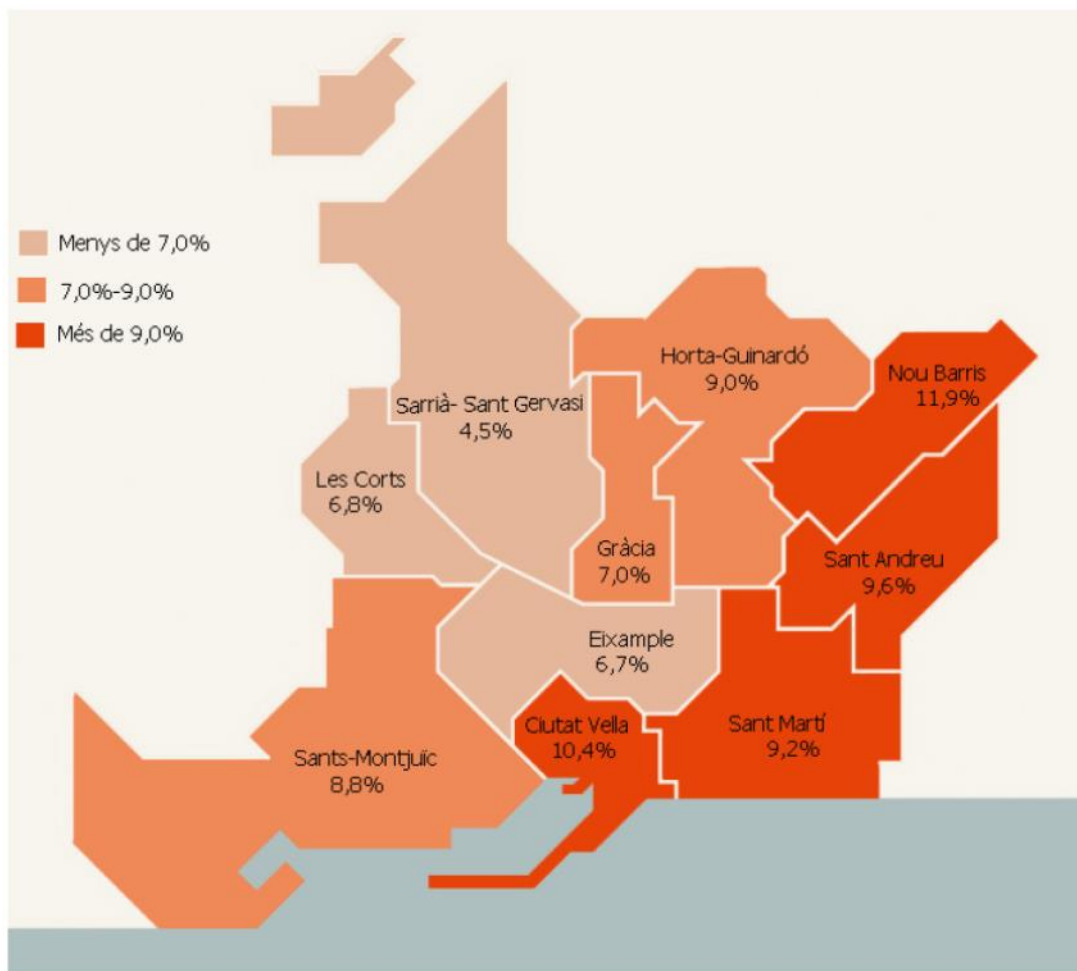 Menys de 7,0%
7,0%-9,0%
Més de 9,0%
Horta-Guinardó
9,0%
Nou Barris
11,9%
Sarrià- Sant Gervasi
4,5%
Les Corts
6,8%
Gràcia
7,0%
Sant Andreu
9,6%
Eixample
6,7%
Ciutat Vella
10,4%
Sant Martí
9,2%
Sants-Montjuïc
8,8%